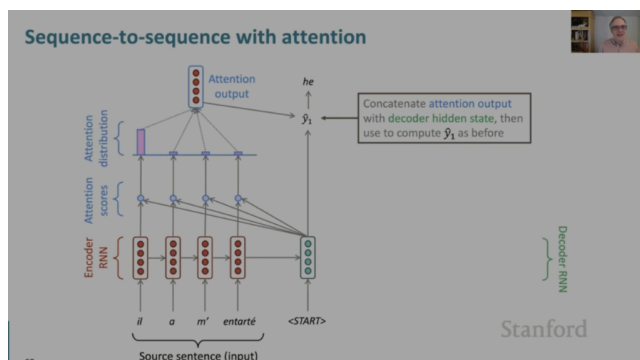 Sequence-to-sequence with attention
Attention
output
he
ŷ₁
Concatenate attention output
with decoder hidden state, then
use to compute ŷ₁ as before
Attention
distribution
Attention
scores
Encoder
RNN
Decoder RNN
il a m' entarté <START>
Source sentence (input)
Stanford